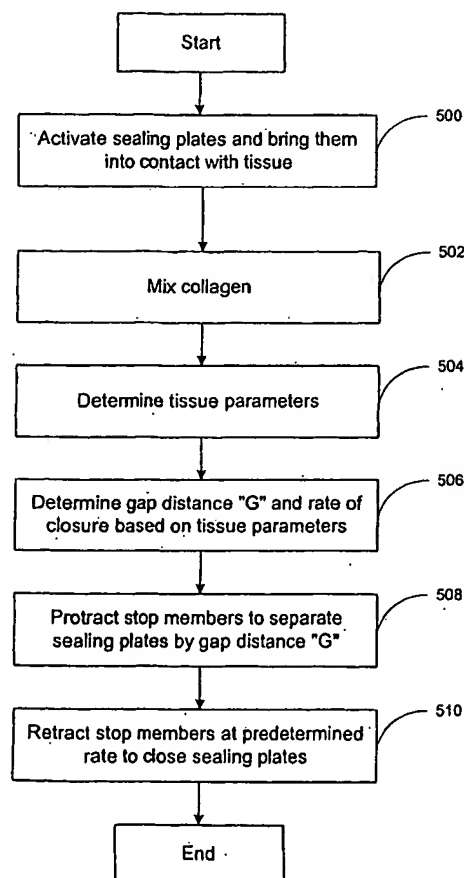 Start
500
Activate sealing plates and bring them
into contact with tissue
502
Mix collagen
504
Determine tissue parameters
506
Determine gap distance "G" and rate of
closure based on tissue parameters
508
Protract stop members to separate
sealing plates by gap distance "G"
510
Retract stop members at predetermined
rate to close sealing plates
End